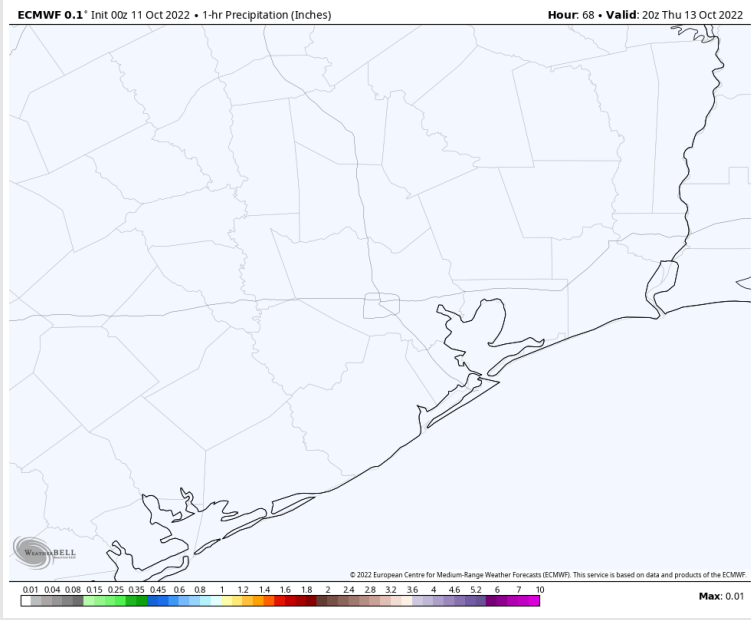 ECMWF 0.1° Init 00z 11 Oct 2022 • 1-hr Precipitation (Inches)
Hour: 68 • Valid: 20z Thu 13 Oct 2022
WEATHERBELL
© 2022 European Centre for Medium-Range Weather Forecasts (ECMWF). This service is based on data and products of the ECMWF.
0.01 0.04 0.08 0.15 0.25 0.35 0.45 0.6 0.8 1 1.2 1.4 1.6 1.8 2 2.4 2.8 3.2 3.6 4 4.6 5.2 6 7 10
Max: 0.01